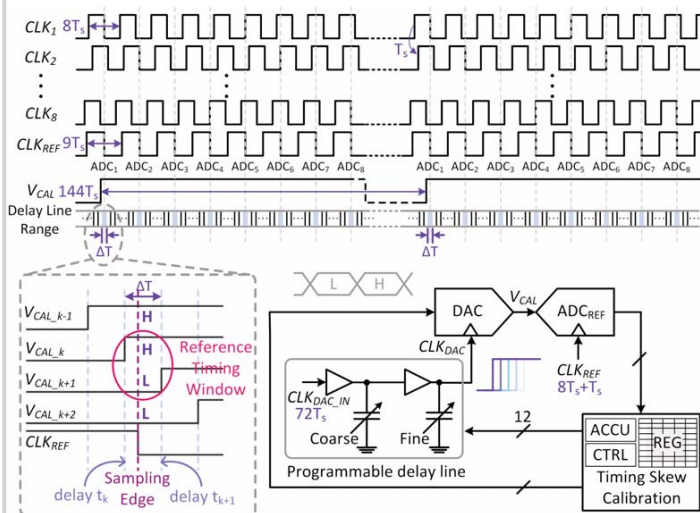 CLK1 8Ts
Ts
CLK2
CLK8
CLKREF 9Ts
ADC1 ADC2 ADC3 ADC4 ADC5 ADC6 ADC7 ADC8 ADC1 ADC2 ADC3 ADC4 ADC5 ADC6 ADC7 ADC8
VCAL 144Ts
Delay Line
Range
ΔT ΔT
ΔT
VCAL_k-1 H
VCAL_k H
VCAL_k+1 L
VCAL_k+2 L
CLKREF
Reference
Timing
Window
delay tk
Sampling
Edge
delay tk+1
L H
DAC
VCAL
ADCREF
CLKDAC
CLKREF
8Ts+Ts
CLKDAC_IN
72Ts
Coarse Fine
Programmable delay line
12
ACCU
CTRL
REG
Timing Skew
Calibration